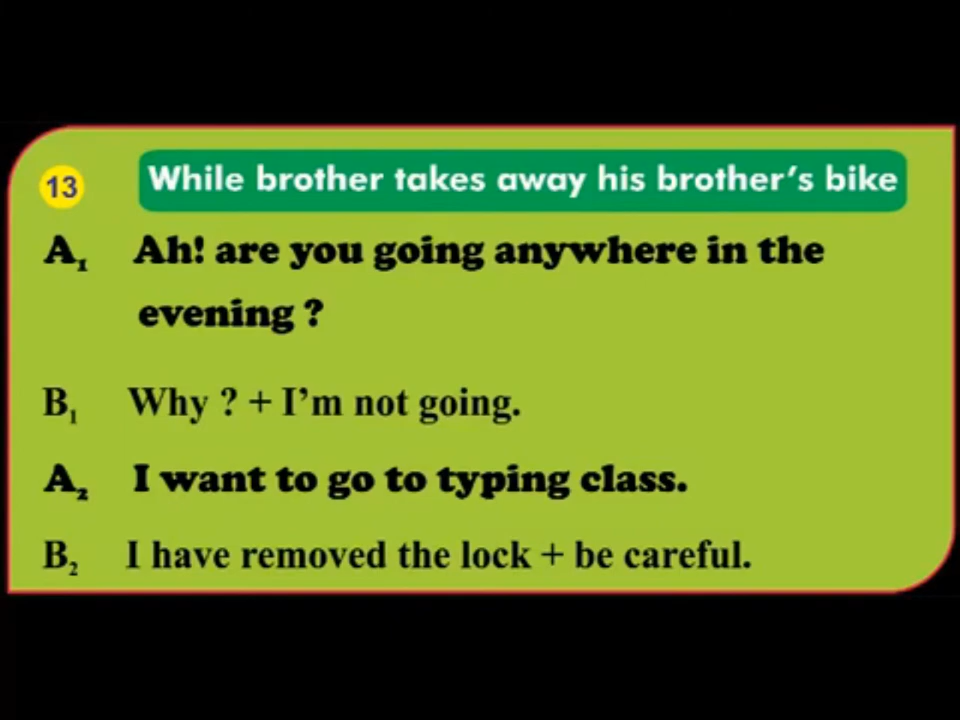 13 While brother takes away his brother's bike
A₁ Ah! are you going anywhere in the
evening ?
B₁ Why ? + I'm not going.
A₂ I want to go to typing class.
B₂ I have removed the lock + be careful.